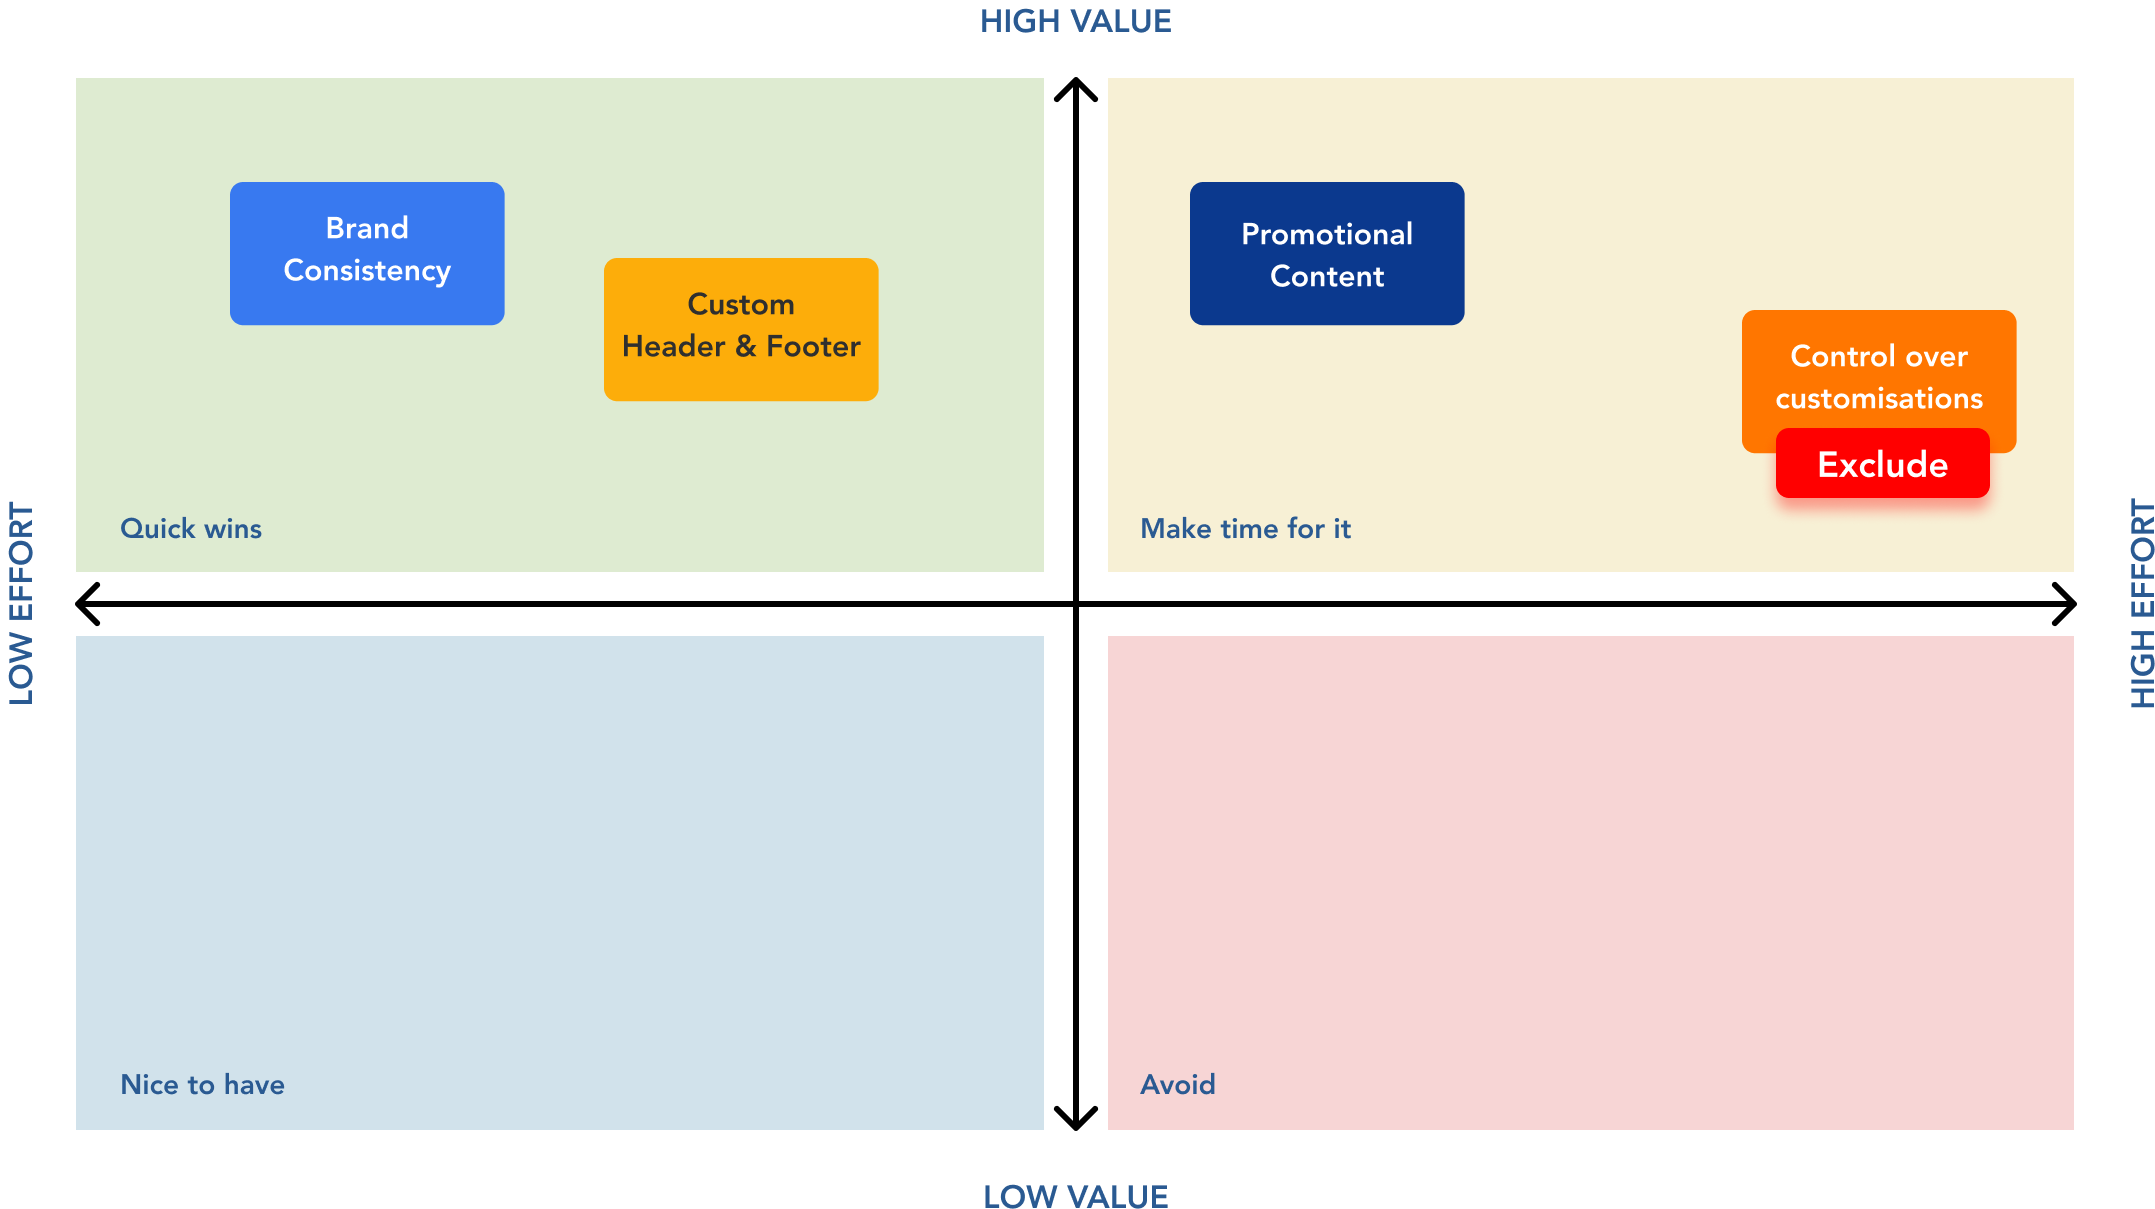 HIGH VALUE
Brand
Consistency
Custom
Header & Footer
Quick wins
Promotional
Content
Control over
customisations
Exclude
Make time for it
LOW EFFORT
HIGH EFFORT
Nice to have
Avoid
LOW VALUE